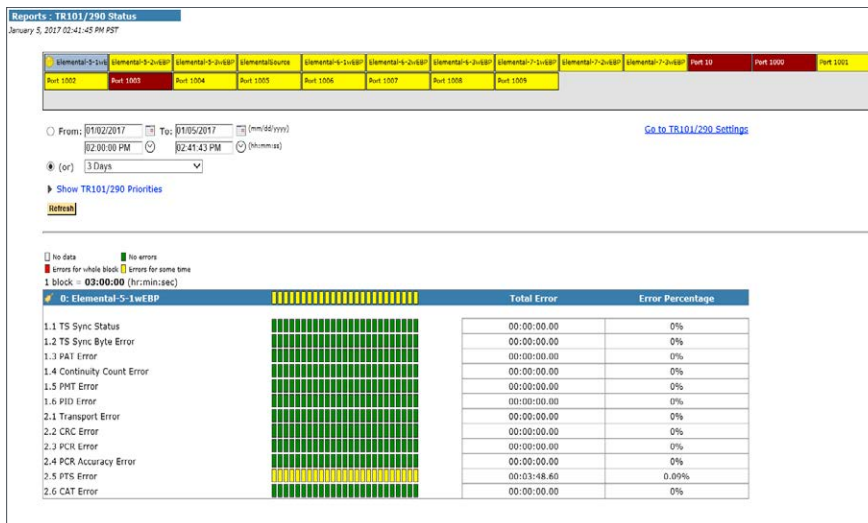 Reports : TR101/290 Status
January 5, 2017 02:41:45 PM PST
Elemental-5-1wE Elemental-5-2wEBP Elemental-5-3wEBP ElementalSource Elemental-6-1wEBP Elemental-6-2wEBP Elemental-6-3wEBP Elemental-7-1wEBP Elemental-7-2wEBP Elemental-7-3wEBP Port 10 Port 1000 Port 1001
Port 1002 Port 1003 Port 1004 Port 1005 Port 1006 Port 1007 Port 1008 Port 1009
From: 01/02/2017 To: 01/05/2017 (mm/dd/yyyy) Go to TR101/290 Settings
02:00:00 PM 02:41:43 PM (hh:mm:ss)
(or) 3 Days
Show TR101/290 Priorities
Refresh
No data No errors
Errors for whole block Errors for some time
1 block = 03:00:00 (hr:min:sec)
0: Elemental-5-1wEBP Total Error Error Percentage
1.1 TS Sync Status 00:00:00.00 0%
1.2 TS Sync Byte Error 00:00:00.00 0%
1.3 PAT Error 00:00:00.00 0%
1.4 Continuity Count Error 00:00:00.00 0%
1.5 PMT Error 00:00:00.00 0%
1.6 PID Error 00:00:00.00 0%
2.1 Transport Error 00:00:00.00 0%
2.2 CRC Error 00:00:00.00 0%
2.3 PCR Error 00:00:00.00 0%
2.4 PCR Accuracy Error 00:00:00.00 0%
2.5 PTS Error 00:03:48.60 0.09%
2.6 CAT Error 00:00:00.00 0%